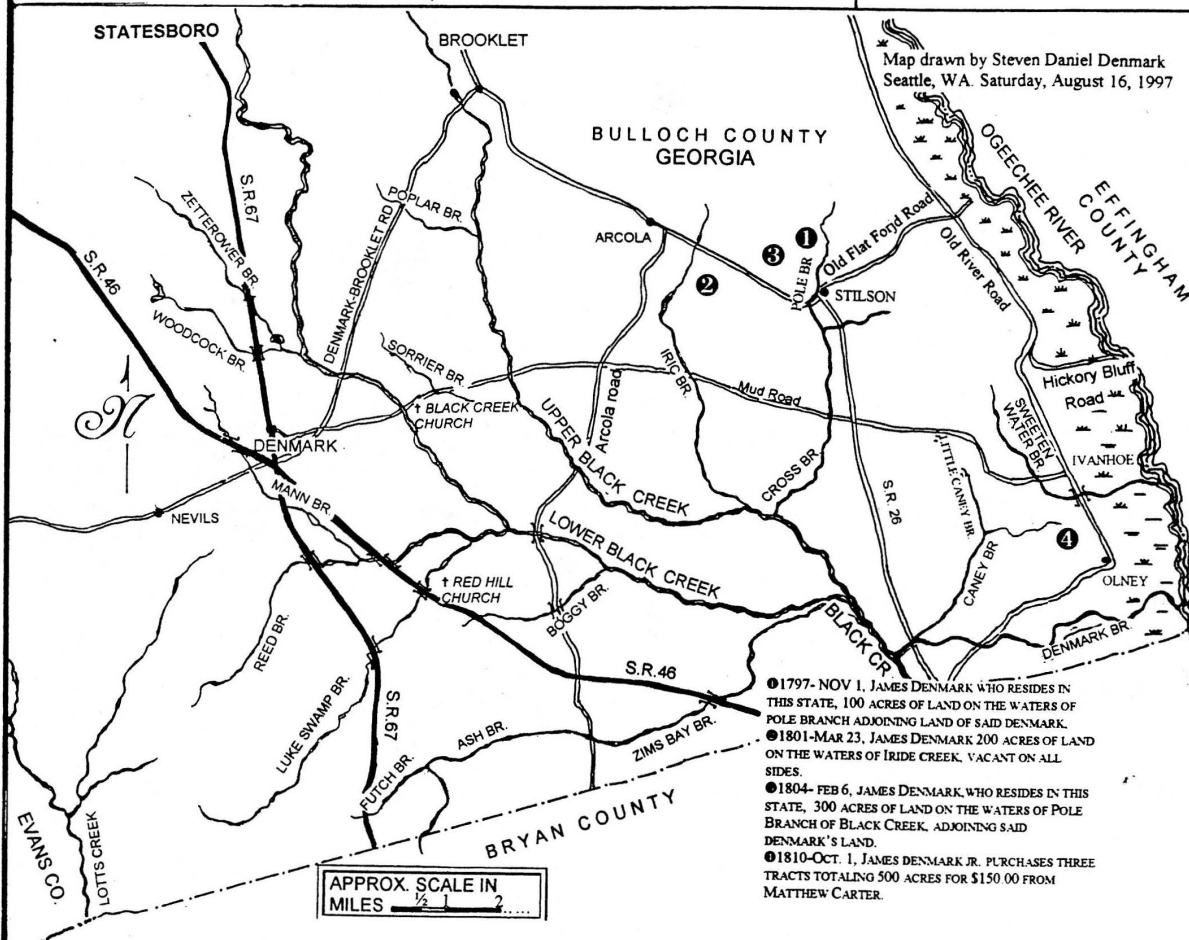 STATESBORO
BROOKLET
Map drawn by Steven Daniel Denmark
Seattle, WA. Saturday, August 16, 1997
BULLOCH COUNTY
GEORGIA
OGEECHEE RIVER
EFFINGHAM
COUNTY
S.R.67
ZETTEROWER BR.
POPLAR BR.
DENMARK-BROOKLET RD
ARCOLA
❸
❶
POLE BR
Old Flat Ford Road
Old River Road
S.R.46
❷
STILSON
WOODCOCK BR.
SORRIER BR.
IRIC BR.
Mud Road
Hickory Bluff
Road
N
† BLACK CREEK
CHURCH
Arcola road
UPPER BLACK CREEK
SWEETEN
WATER BR.
DENMARK
IVANHOE
CROSS BR.
LITTLE CANEY BR.
MANN BR
NEVILS
S.R. 26
LOWER BLACK CREEK
❹
OLNEY
† RED HILL
CHURCH
CANEY BR
BOGGY BR.
REED BR.
BLACK CR
DENMARK BR.
S.R.46
LUKE SWAMP BR.
S.R.67
ASH BR.
ZIMS BAY BR.
FUTCH BR.
EVANS CO.
LOTTS CREEK
BRYAN COUNTY
❶1797- NOV 1, JAMES DENMARK WHO RESIDES IN
THIS STATE, 100 ACRES OF LAND ON THE WATERS OF
POLE BRANCH ADJOINING LAND OF SAID DENMARK.
❷1801-MAR 23, JAMES DENMARK 200 ACRES OF LAND
ON THE WATERS OF IRIDE CREEK, VACANT ON ALL
SIDES.
❸1804- FEB 6, JAMES DENMARK, WHO RESIDES IN THIS
STATE, 300 ACRES OF LAND ON THE WATERS OF POLE
BRANCH OF BLACK CREEK, ADJOINING SAID
DENMARK'S LAND.
❹1810-OCT. 1, JAMES DENMARK JR. PURCHASES THREE
TRACTS TOTALING 500 ACRES FOR $150.00 FROM
MATTHEW CARTER.
APPROX. SCALE IN
MILES ½ 1 2.....